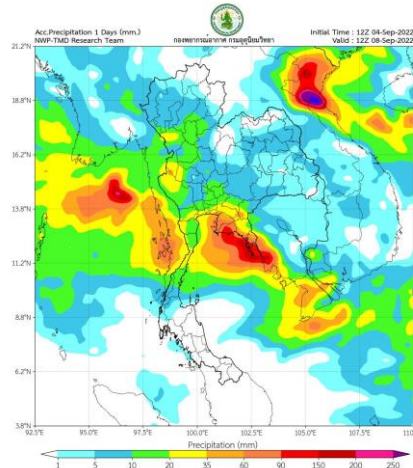 Acc.Precipitation 1 Days (mm.)
NWP-TMD Research Team
กองพยากรณ์อากาศ กรมอุตุนิยมวิทยา
Initial Time : 12Z 04-Sep-2022
Valid : 12Z 08-Sep-2022
21.2°N
18.8°N
16.2°N
13.8°N
11.2°N
8.8°N
6.2°N
3.8°N
92.5°E 95.0°E 97.5°E 100.0°E 102.5°E 105.0°E 107.5°E
Precipitation (mm)
1 5 10 20 35 60 90 150 200 250